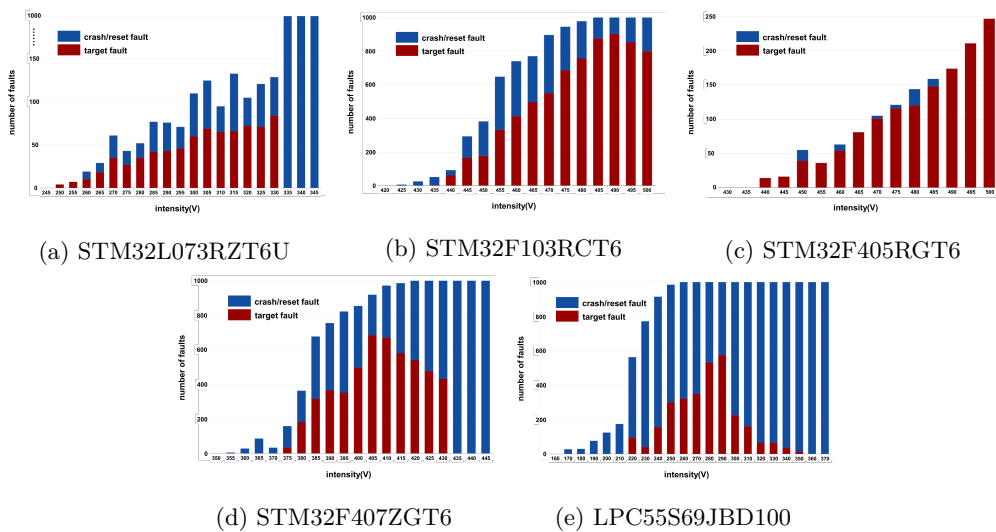 1000
150
100
50
0
number of faults
crash/reset fault
target fault
245 250 255 260 265 270 275 280 285 290 295 300 305 310 315 320 325 330 335 340 345
intensity(V)
(a) STM32L073RZT6U
1000
800
600
400
200
0
number of faults
crash/reset fault
target fault
420 425 430 435 440 445 450 455 460 465 470 475 480 485 490 495 500
intensity(V)
(b) STM32F103RCT6
250
200
150
100
50
0
number of faults
crash/reset fault
target fault
430 435 440 445 450 455 460 465 470 475 480 485 490 495 500
intensity(V)
(c) STM32F405RGT6
1000
800
600
400
200
0
number of faults
crash/reset fault
target fault
350 355 360 365 370 375 380 385 390 395 400 405 410 415 420 425 430 435 440 445
intensity(V)
(d) STM32F407ZGT6
1000
800
600
400
200
0
number of faults
crash/reset fault
target fault
160 170 180 190 200 210 220 230 240 250 260 270 280 290 300 310 320 330 340 350 360 370
intensity(V)
(e) LPC55S69JBD100